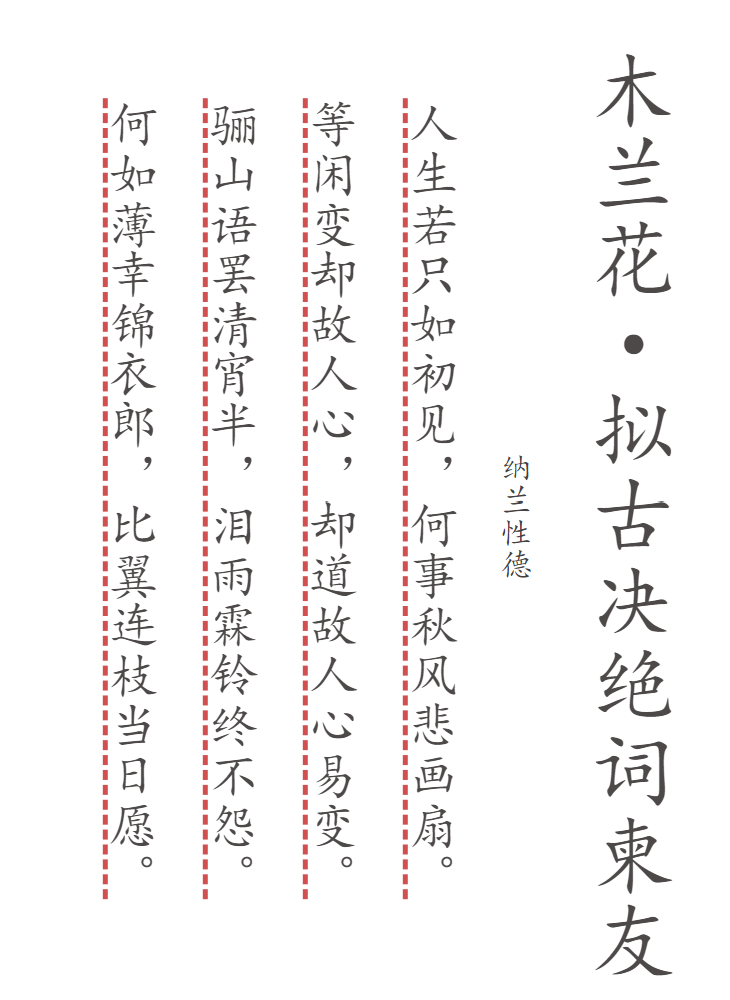 木兰花·拟古决绝词柬友
纳兰性德
人生若只如初见，何事秋风悲画扇。
等闲变却故人心，却道故人心易变。
骊山语罢清宵半，泪雨霖铃终不怨。
何如薄幸锦衣郎，比翼连枝当日愿。